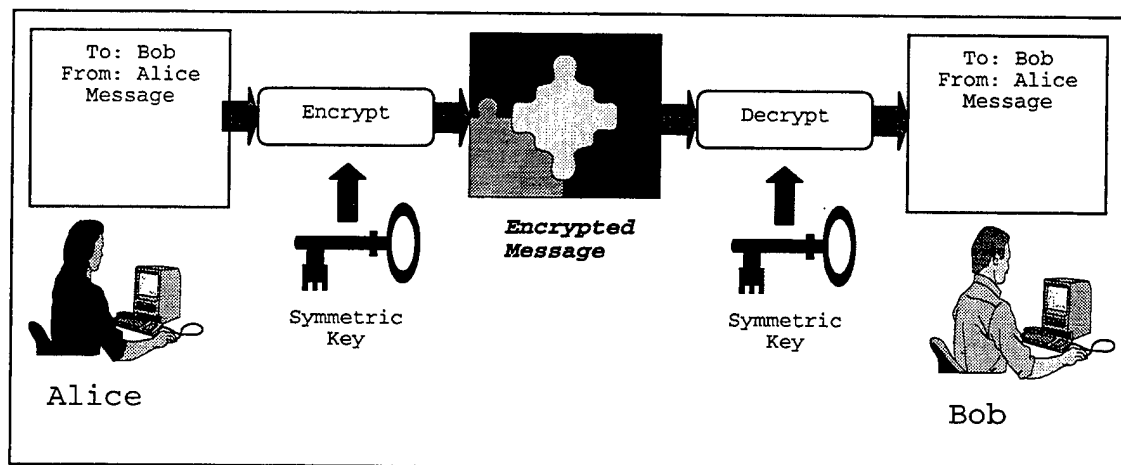 To: Bob
From: Alice
Message
Encrypt
Decrypt
To: Bob
From: Alice
Message
Encrypted
Message
Symmetric
Key
Symmetric
Key
Alice
Bob